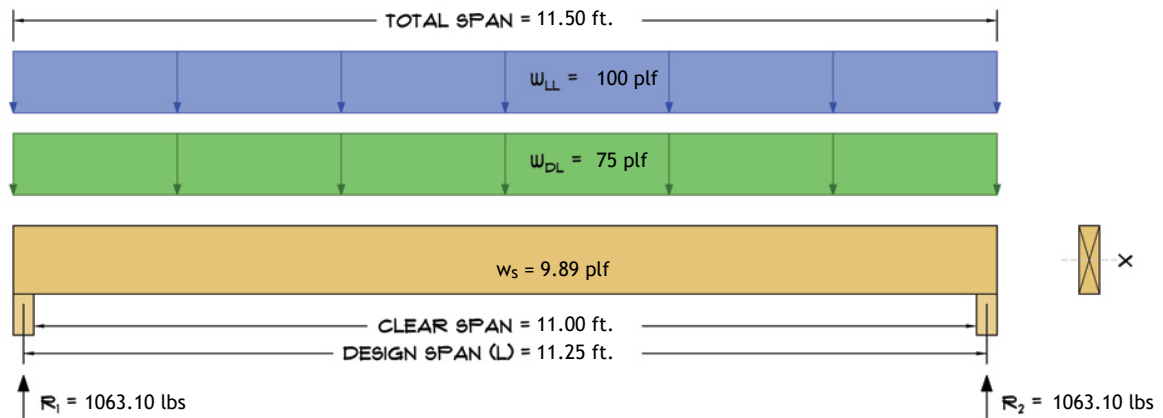 TOTAL SPAN = 11.50 ft.
WLL = 100 plf
WDL = 75 plf
ws = 9.89 plf
X
CLEAR SPAN = 11.00 ft.
DESIGN SPAN (L) = 11.25 ft.
R1 = 1063.10 lbs
R2 = 1063.10 lbs